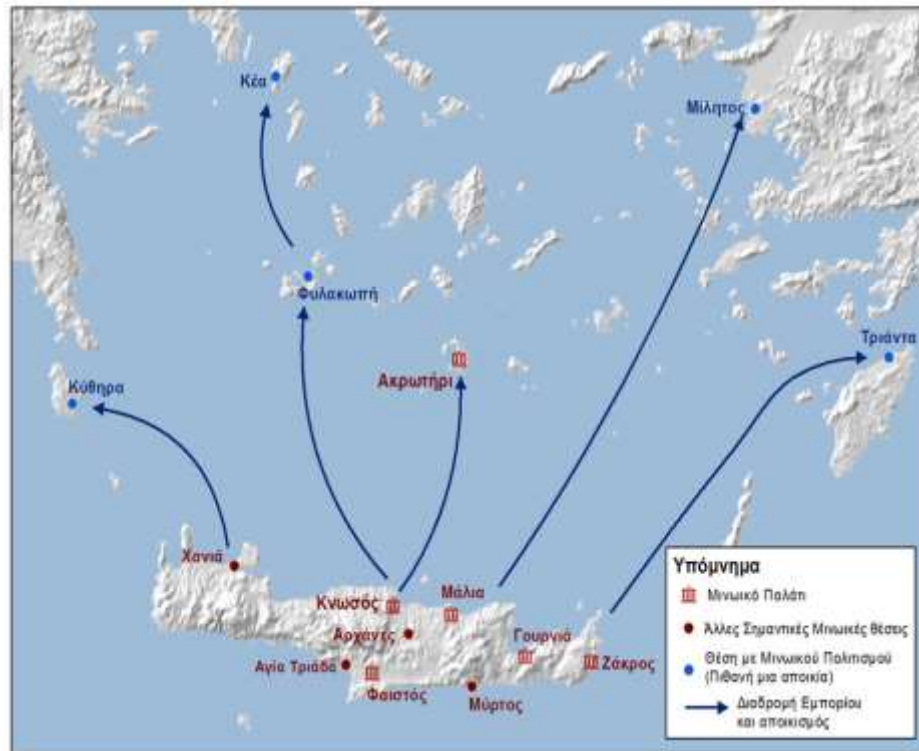 Κέα
Μίλητος
Φυλακωπή
Τριάντα
Ακρωτήρι
Κύθηρα
Χανιά
Κνωσός
Μάλια
Αρχάνες
Γουρνιά
Αγία Τριάδα
Φαιστός
Μύρτος
Ζάκρος
Υπόμνημα
Μινωικό Παλάτι
Άλλες Σημαντικές Μινωικές θέσεις
Θέση με Μινωικού Πολιτισμού
(Πιθανή μια αποικία)
Διαδρομή Εμπορίου
και αποικισμός